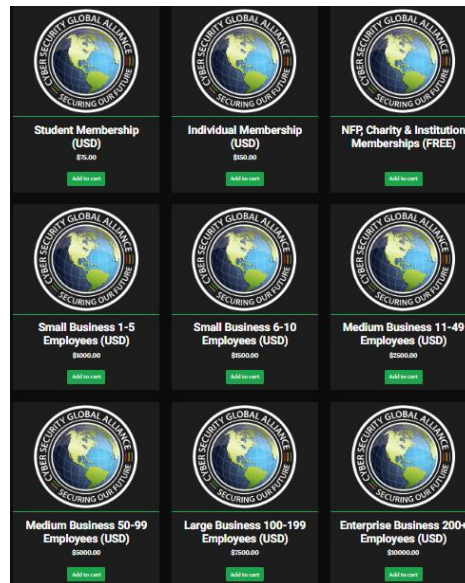 CYBER SECURITY GLOBAL ALLIANCE
SECURING OUR FUTURE
CYBER SECURITY GLOBAL ALLIANCE
SECURING OUR FUTURE
CYBER SECURITY GLOBAL ALLIANCE
SECURING OUR FUTURE
Student Membership
(USD)
$75.00
Add to cart
Individual Membership
(USD)
$150.00
Add to cart
NFP, Charity & Institution
Memberships (FREE)
Add to cart
CYBER SECURITY GLOBAL ALLIANCE
SECURING OUR FUTURE
CYBER SECURITY GLOBAL ALLIANCE
SECURING OUR FUTURE
CYBER SECURITY GLOBAL ALLIANCE
SECURING OUR FUTURE
Small Business 1-5
Employees (USD)
$1000.00
Add to cart
Small Business 6-10
Employees (USD)
$1500.00
Add to cart
Medium Business 11-49
Employees (USD)
$2500.00
Add to cart
CYBER SECURITY GLOBAL ALLIANCE
SECURING OUR FUTURE
CYBER SECURITY GLOBAL ALLIANCE
SECURING OUR FUTURE
CYBER SECURITY GLOBAL ALLIANCE
SECURING OUR FUTURE
Medium Business 50-99
Employees (USD)
$5000.00
Add to cart
Large Business 100-199
Employees (USD)
$7500.00
Add to cart
Enterprise Business 200+
Employees (USD)
$10000.00
Add to cart